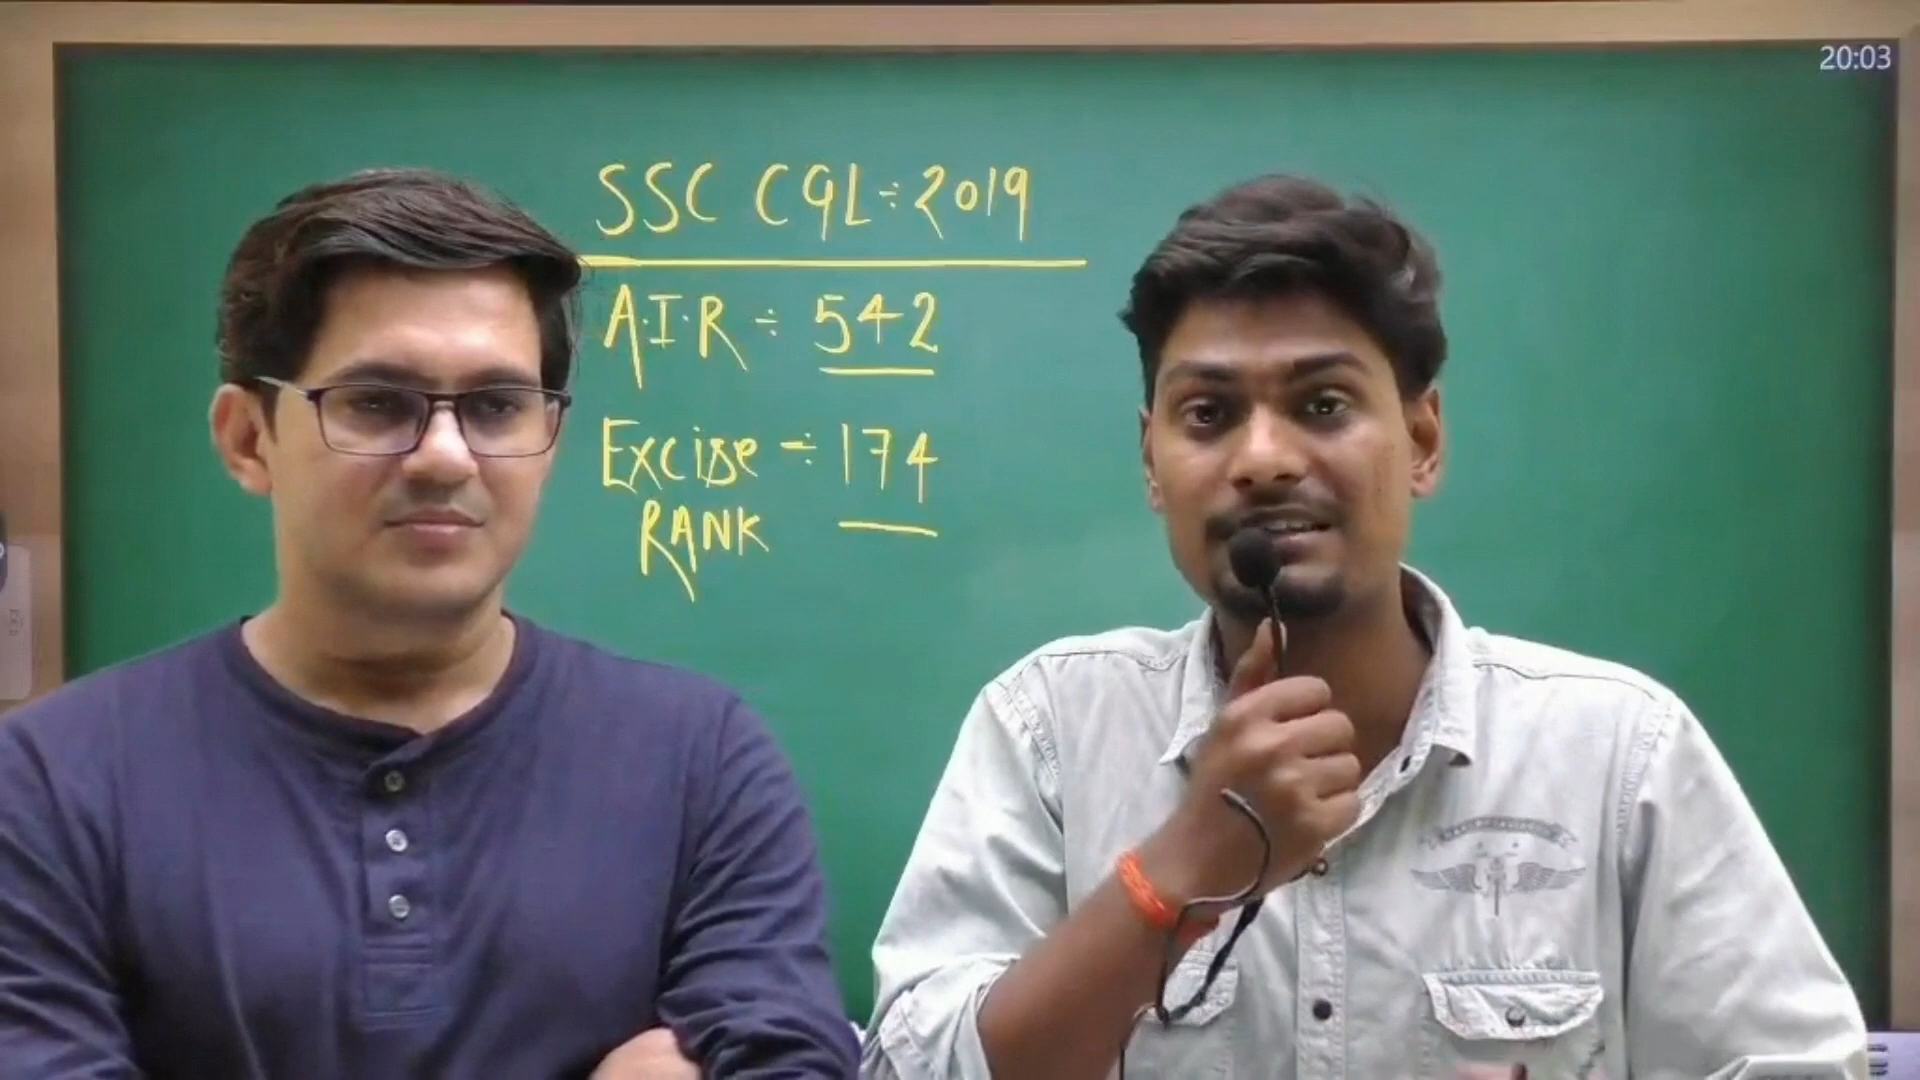 20:03
SSC CGL÷2019
A.I.R ÷ 542
Excise ÷ 174
RANK